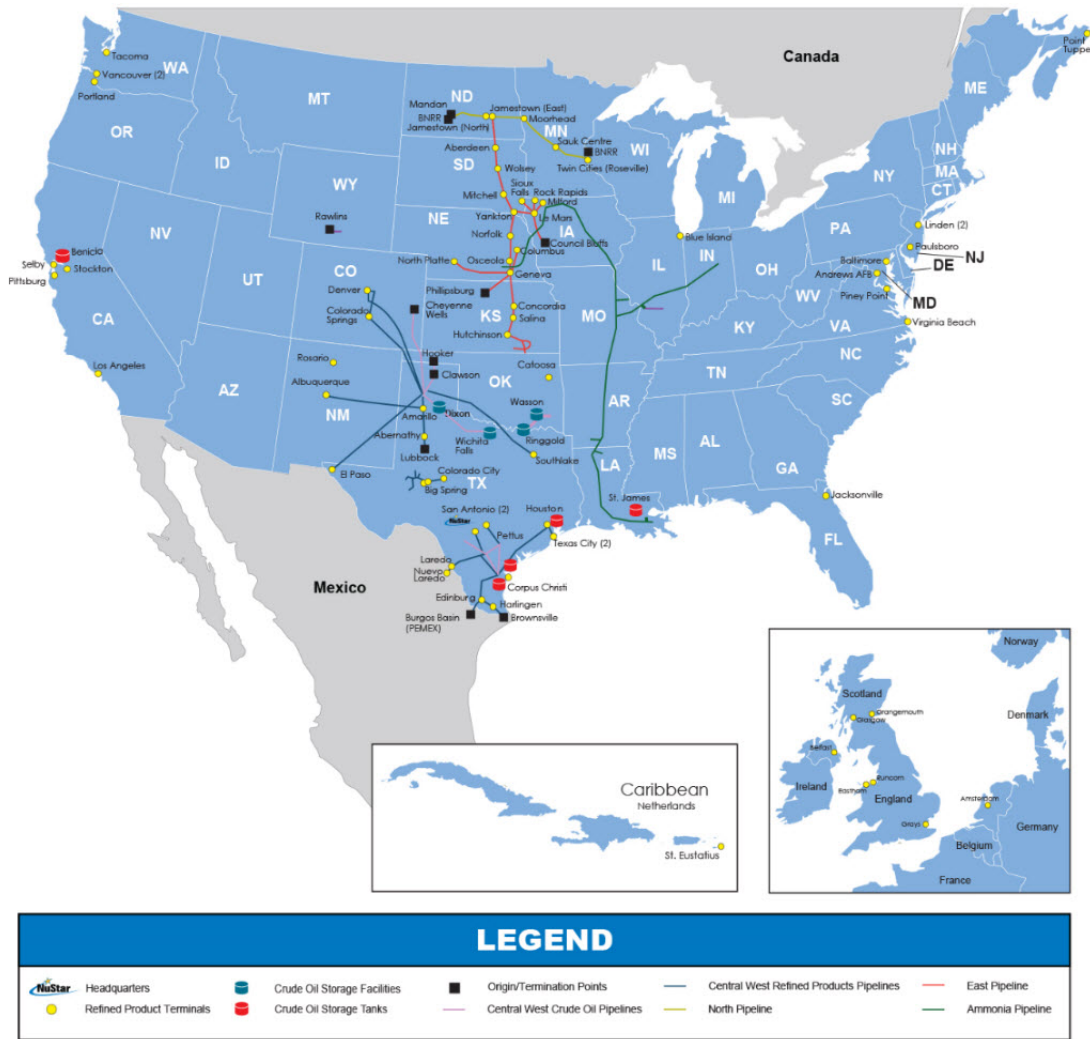 Canada
Point
Tupper
Tacoma
WA
Vancouver (2)
Portland
OR
ID
MT
ND
Mandan
BNRR
Jamestown (North)
Jamestown (East)
Moorhead
MN
Sauk Centre
BNRR
Twin Cities (Roseville)
WI
MI
ME
NH
MA
CT
NY
PA
NJ
DE
MD
Linden (2)
Paulsboro
Baltimore
Andrews AFB
Piney Point
Virginia Beach
SD
Aberdeen
Wolsey
Mitchell
Sioux
Falls
Rock Rapids
Milford
Yankton
Le Mars
IA
Council Bluffs
WY
Rawlins
NE
Norfolk
Columbus
Osceola
North Platte
Geneva
Blue Island
IL
IN
OH
WV
VA
KY
NC
TN
SC
NV
UT
CO
Denver
Colorado
Springs
Phillipsburg
Cheyenne
Wells
KS
Concordia
Salina
Hutchinson
MO
Benicio
Selby
Stockton
Pittsburg
CA
Los Angeles
AZ
NM
Rosario
Albuquerque
Hooker
Clawson
OK
Catoosa
AR
Amarillo
Dixon
Wasson
Wichita
Falls
Ringgold
Abernathy
Lubbock
Southlake
El Paso
Colorado City
Big Spring
TX
LA
MS
AL
GA
FL
Jacksonville
St. James
San Antonio (2)
NuStar
Pettus
Houston
Texas City (2)
Laredo
Nuevo
Laredo
Corpus Christi
Edinburg
Harlingen
Burgos Basin
(PEMEX)
Brownsville
Mexico
Caribbean
Netherlands
St. Eustatius
Norway
Scotland
Grangemouth
Glasgow
Denmark
Belfast
Ireland
Runcorn
Eastham
England
Amsterdam
Grays
Germany
Belgium
France
LEGEND
NuStar Headquarters
Crude Oil Storage Facilities
Origin/Termination Points
Central West Refined Products Pipelines
East Pipeline
Refined Product Terminals
Crude Oil Storage Tanks
Central West Crude Oil Pipelines
North Pipeline
Ammonia Pipeline